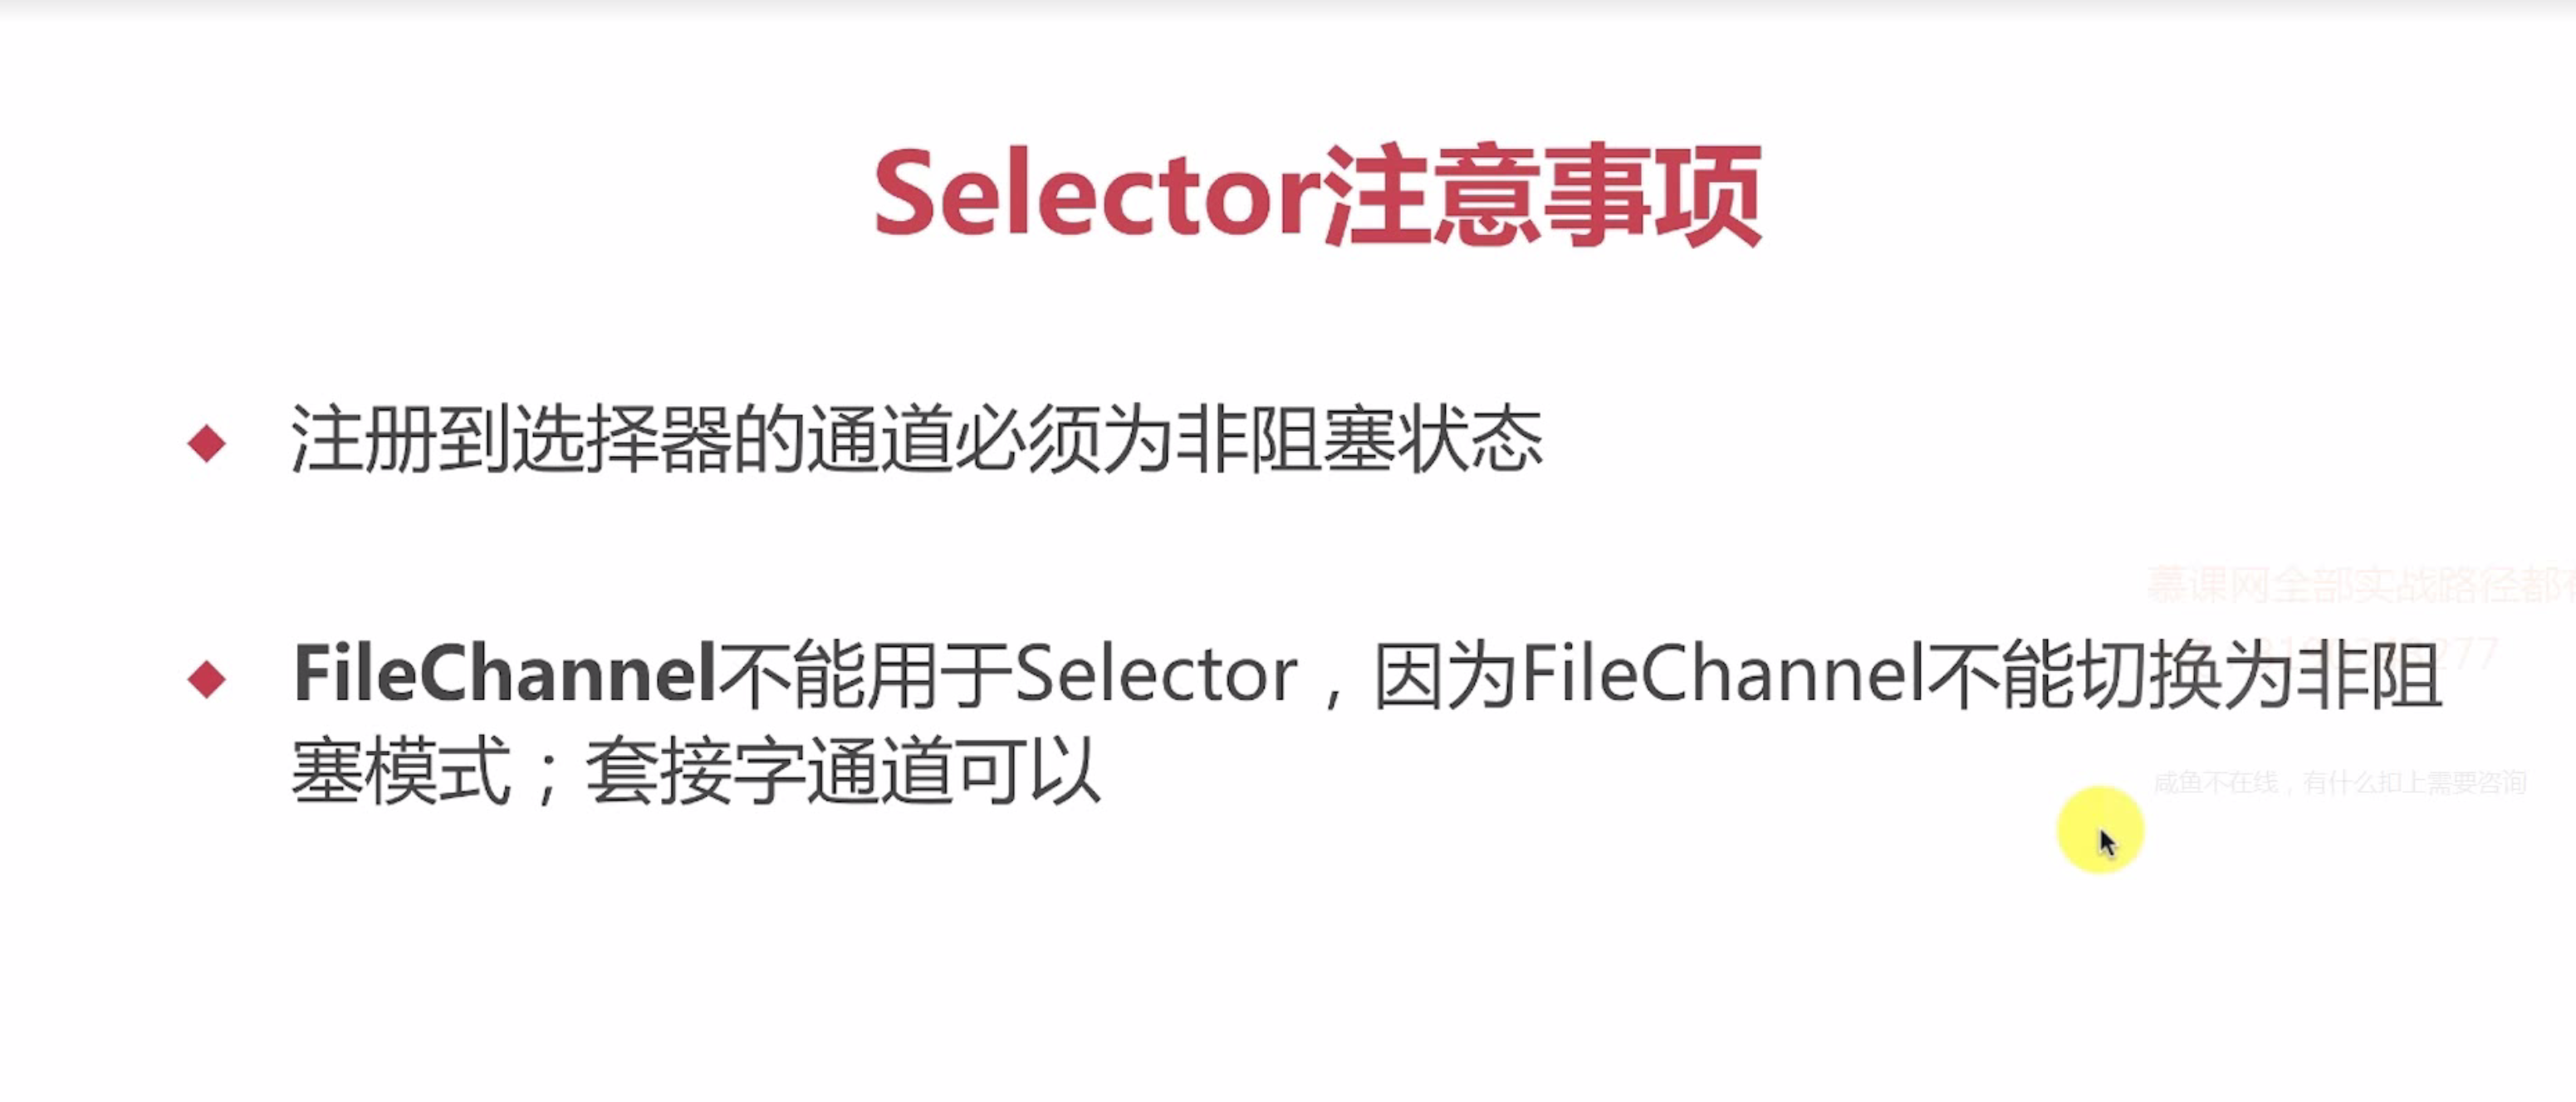 Selector注意事项
注册到选择器的通道必须为非阻塞状态
慕课网全部实战路径都
FileChannel不能用于Selector，因为FileChannel不能切换为非阻
塞模式；套接字通道可以
咸鱼不在线，有什么扣上需要咨询